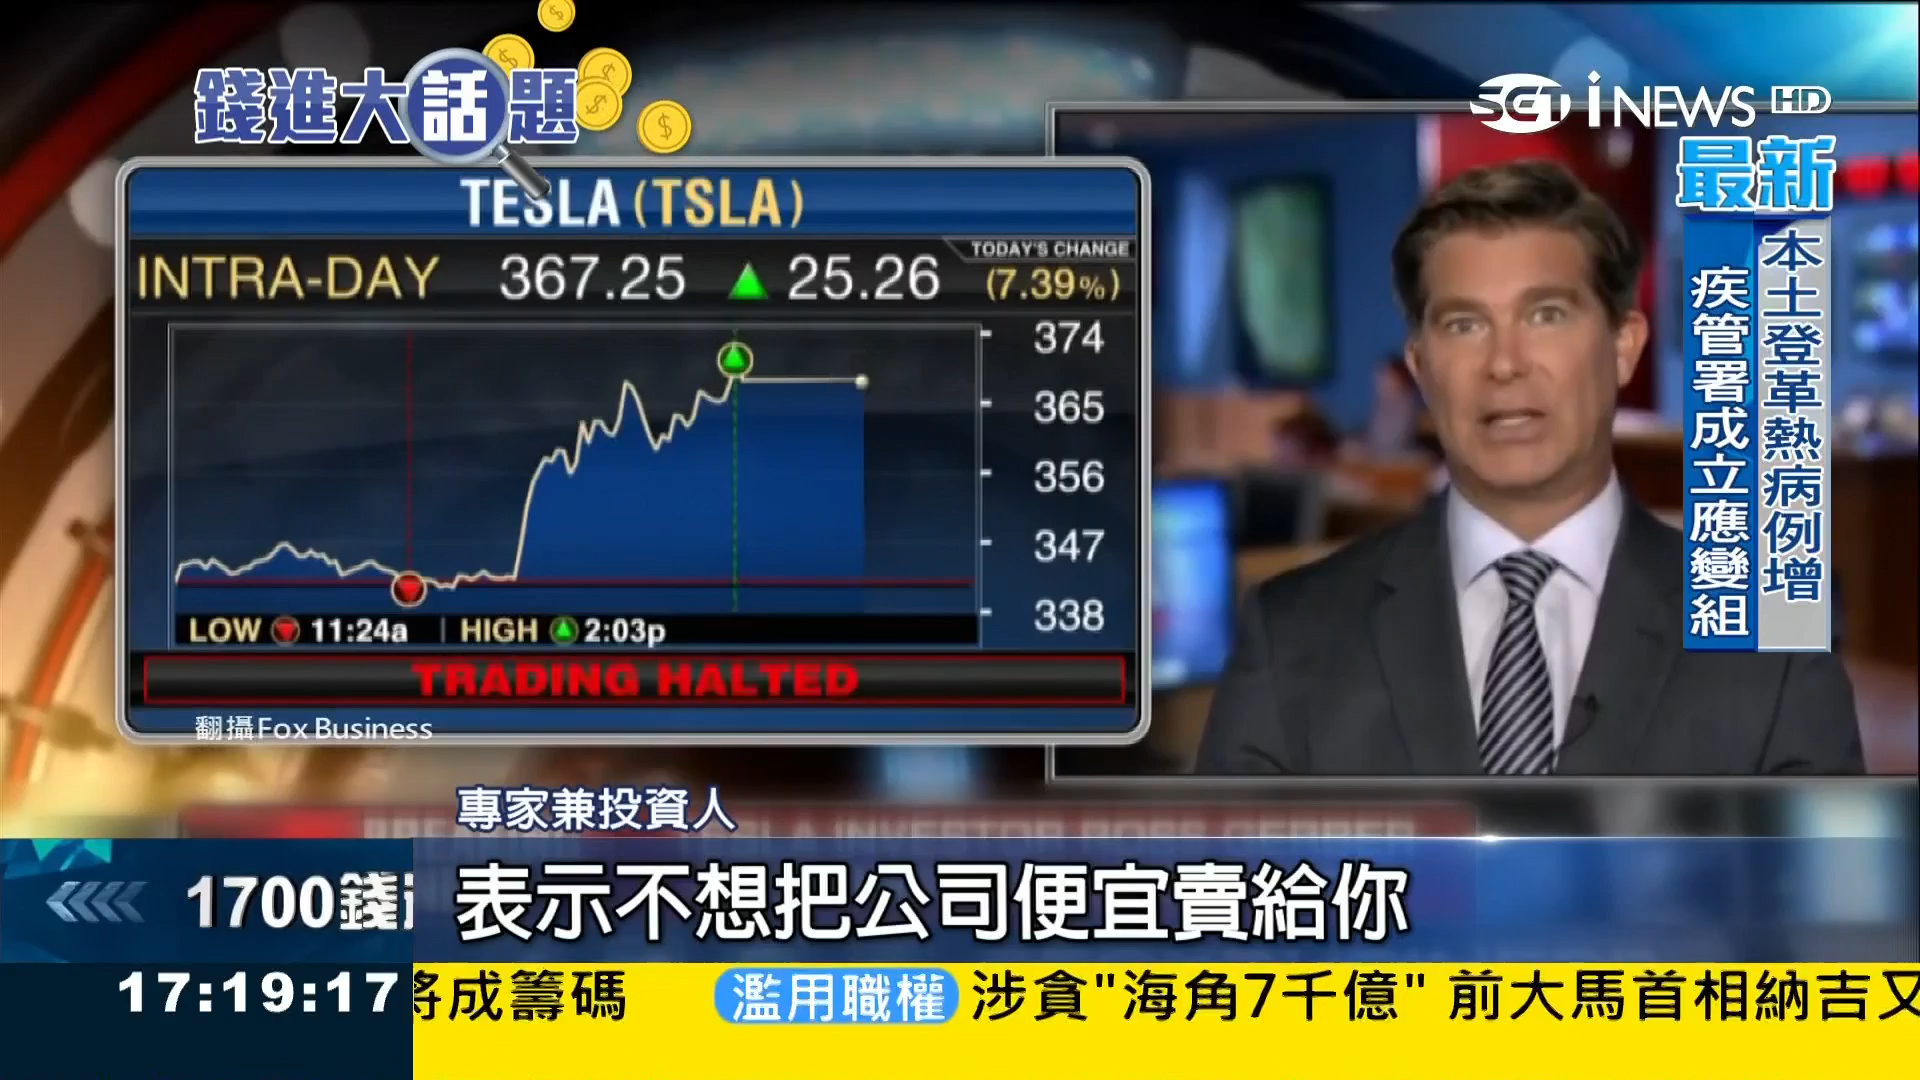 錢進大話題
SET iNEWS HD
最新
本土登革熱病例增
疾管署成立應變組
TESLA (TSLA)
TODAY'S CHANGE
INTRA-DAY 367.25 ▲ 25.26 (7.39%)
374
365
356
347
338
LOW ▼ 11:24a | HIGH ▲ 2:03p
TRADING HALTED
翻攝Fox Business
專家兼投資人
TESLA INVESTOR ROSS GERBER
1700錢
表示不想把公司便宜賣給你
17:19:17
將成籌碼 濫用職權 涉貪"海角7千億" 前大馬首相納吉又